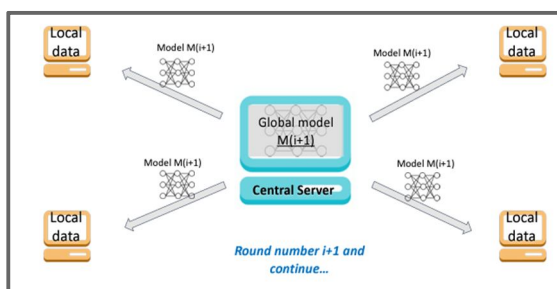 Local
data
Model M(i+1)
Model M(i+1)
Local
data
Global model
M(i+1)
Model M(i+1)
Model M(i+1)
Central Server
Local
data
Local
data
Round number i+1 and
continue…